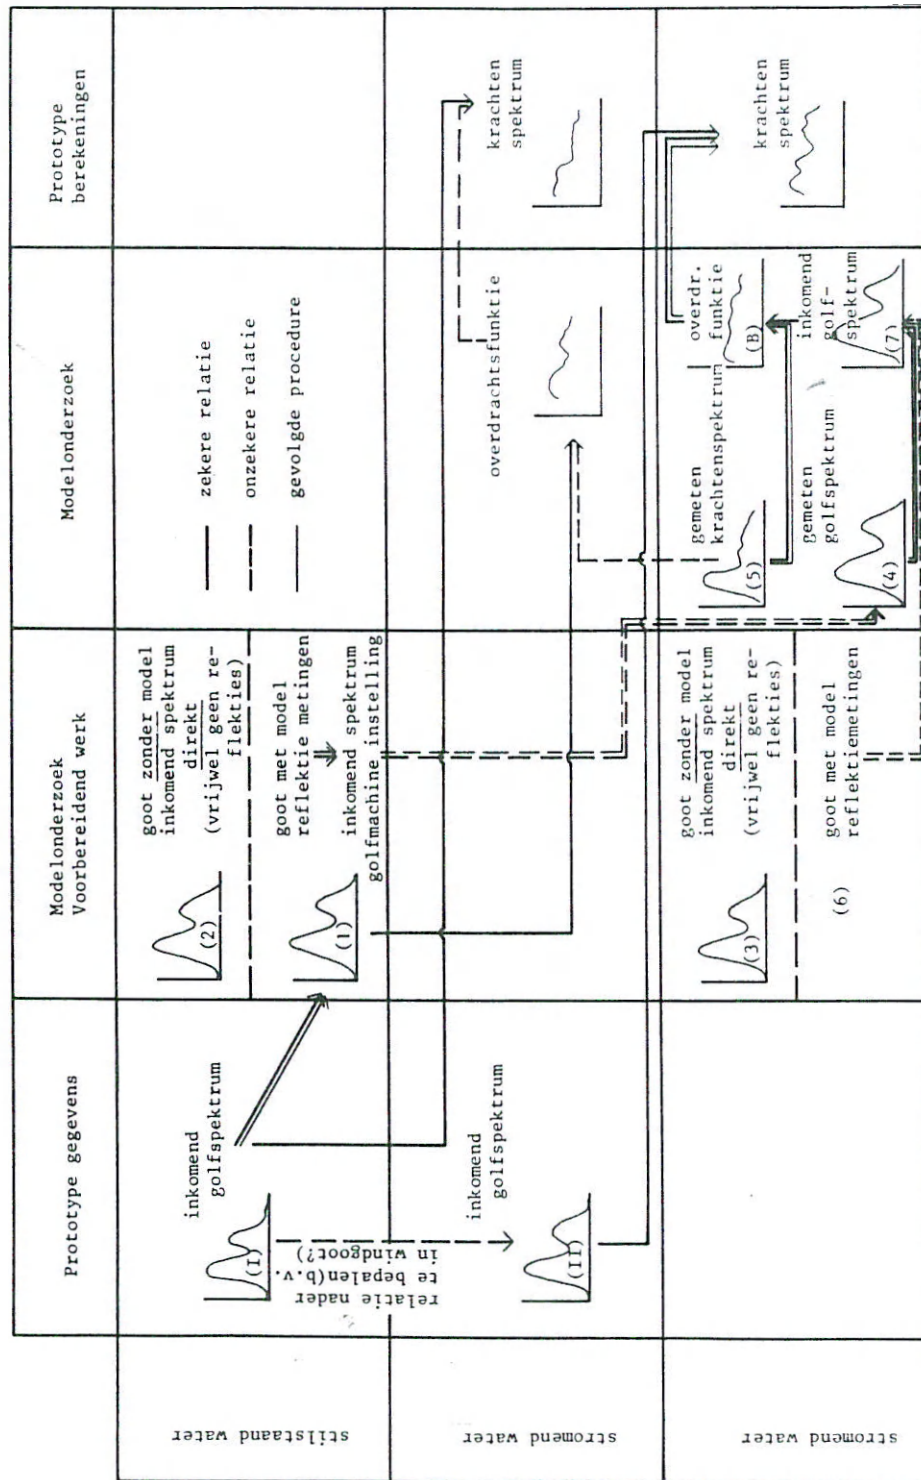 Prototype gegevens
Modelonderzoek
Voorbereidend werk
Modelonderzoek
Prototype
berekeningen
stilstaand water
inkomend
golfspektrum
(I)
relatie nader
te bepalen(b.v.
in windgoot?)
(2)
goot zonder model
inkomend spektrum
direkt
(vrijwel geen re-
flekties)
(1)
goot met model
reflektie metingen
inkomend spektrum
golfmachine instelling
zekere relatie
onzekere relatie
gevolgde procedure
stromend water
inkomend
golfspektrum
(II)
overdrachtsfunktie
krachten
spektrum
stromend water
(3)
goot zonder model
inkomend spektrum
direkt
(vrijwel geen re-
flekties)
(6)
goot met model
reflektiemetingen
gemeten
krachtenspektrum
(5)
gemeten
golfspektrum
(4)
overdr.
funktie
(B)
inkomend
golf-
spektrum
(7)
krachten
spektrum